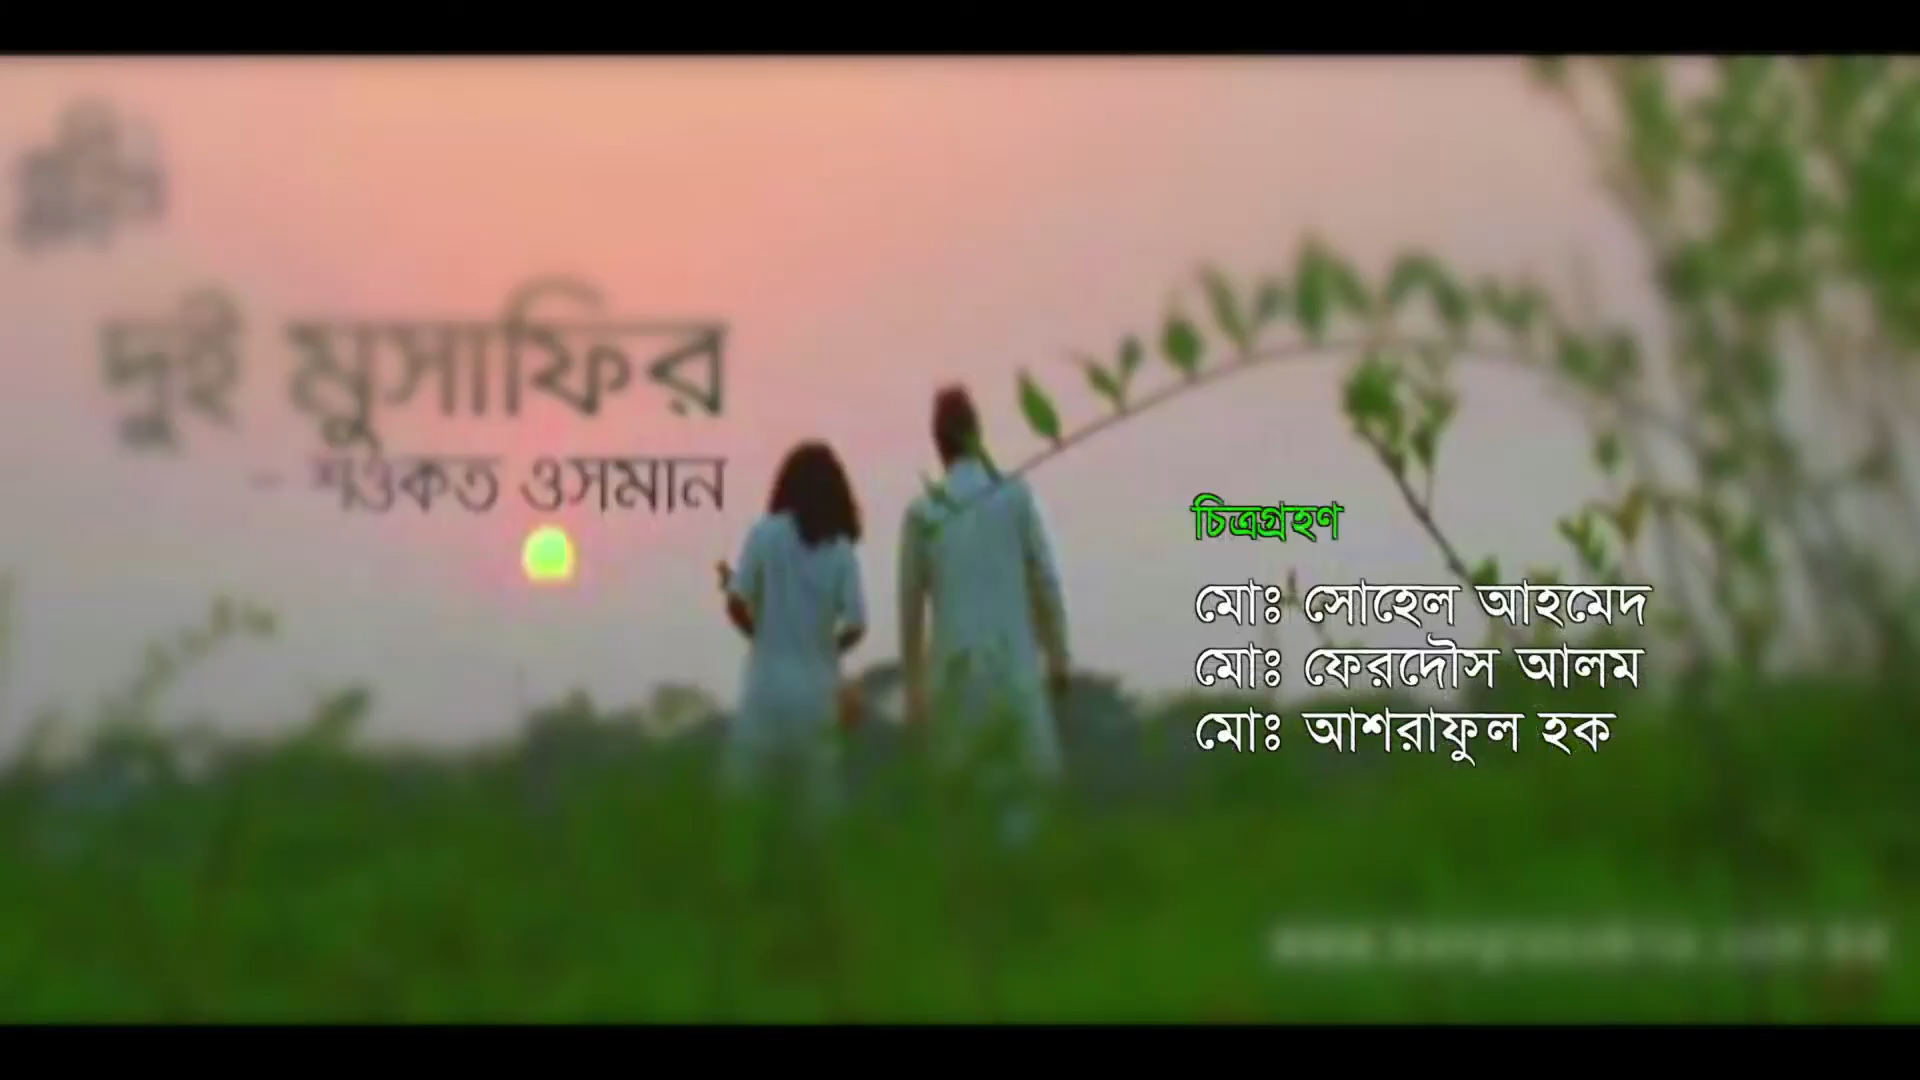 দুই মুসাফির
- শওকত ওসমান
চিত্রগ্রহণ
মোঃ সোহেল আহমেদ
মোঃ ফেরদৌস আলম
মোঃ আশরাফুল হক